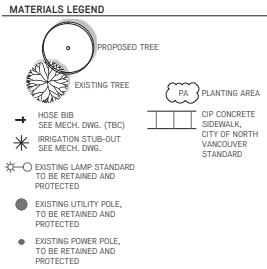 MATERIALS LEGEND
PROPOSED TREE
EXISTING TREE
PA
PLANTING AREA
HOSE BIB
SEE MECH. DWG. (TBC)
IRRIGATION STUB-OUT
SEE MECH. DWG.
EXISTING LAMP STANDARD
TO BE RETAINED AND
PROTECTED
EXISTING UTILITY POLE,
TO BE RETAINED AND
PROTECTED
EXISTING POWER POLE,
TO BE RETAINED AND
PROTECTED
CIP CONCRETE
SIDEWALK,
CITY OF NORTH
VANCOUVER
STANDARD